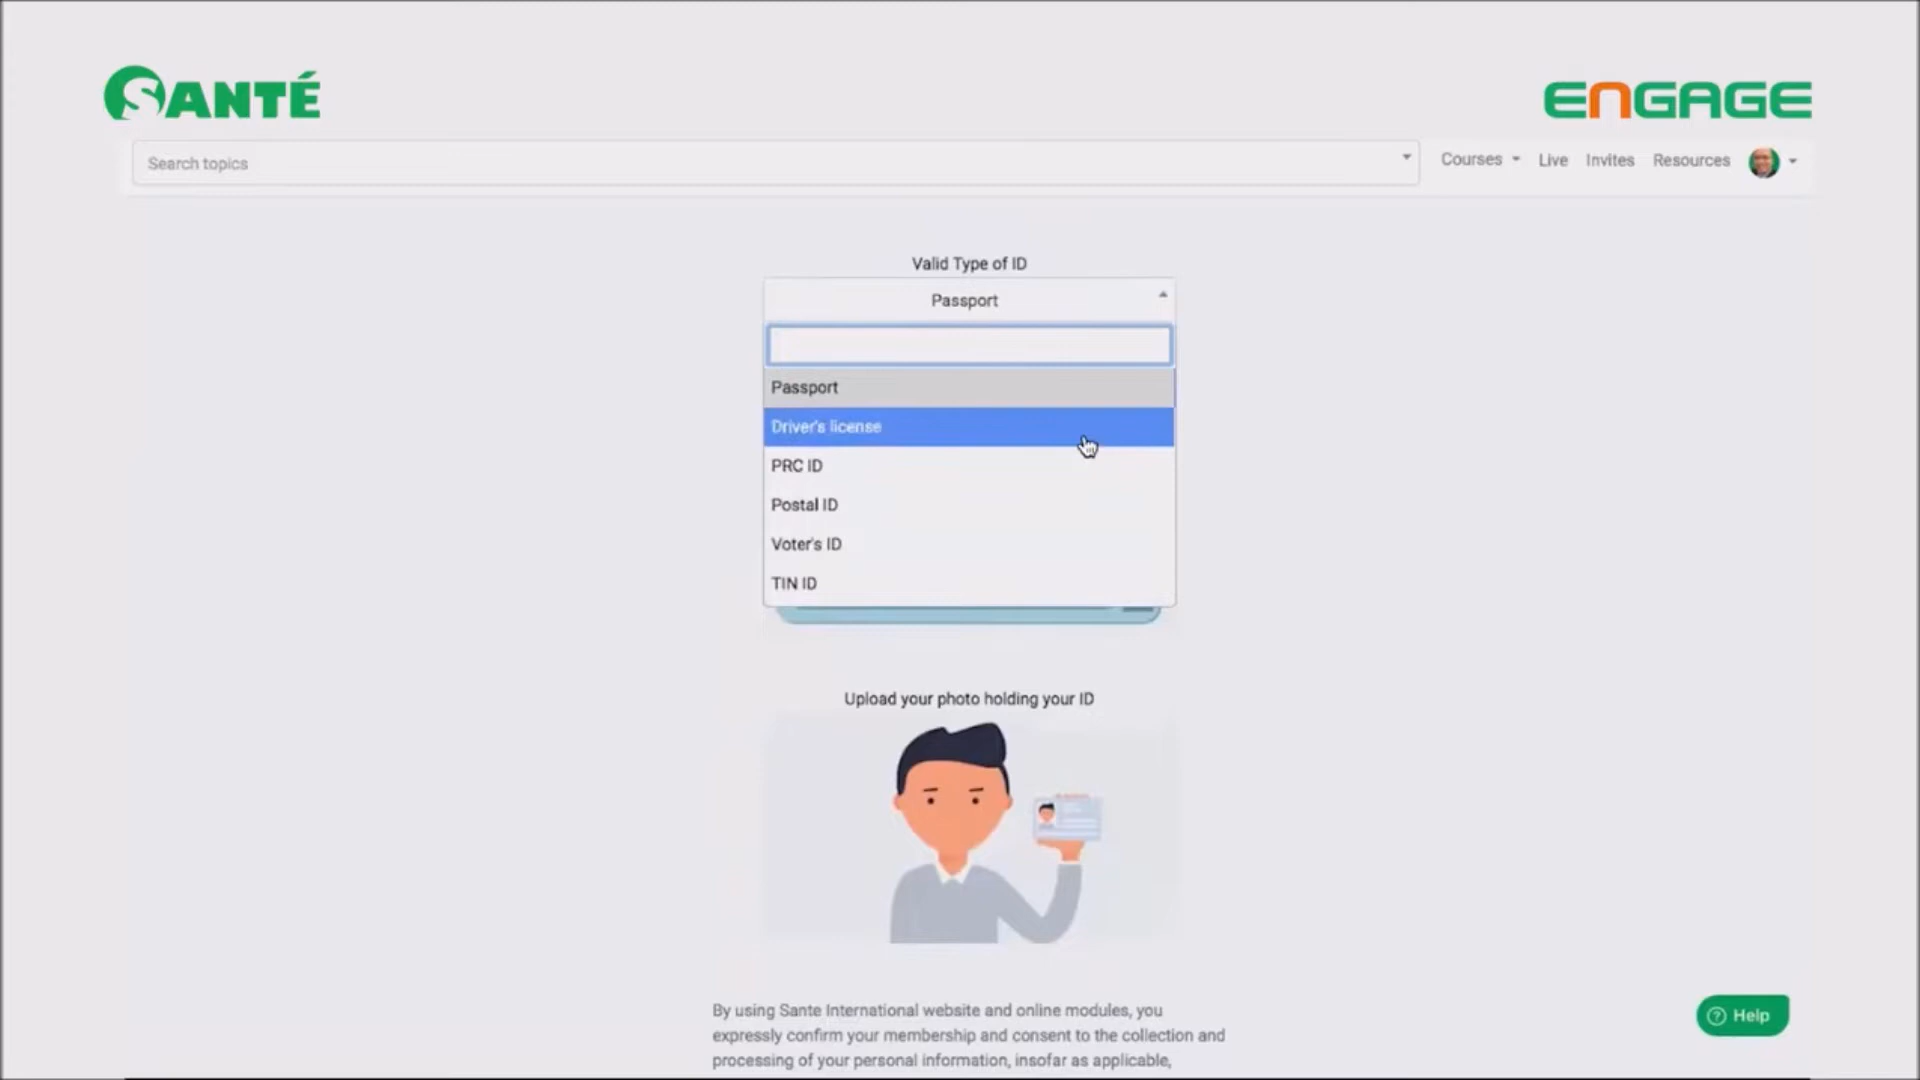 SANTÉ
ENGAGE
Search topics
Courses
Live
Invites
Resources
Valid Type of ID
Passport
Passport
Driver's license
PRC ID
Postal ID
Voter's ID
TIN ID
Upload your photo holding your ID
By using Sante International website and online modules, you
expressly confirm your membership and consent to the collection and
processing of your personal information, insofar as applicable,
? Help